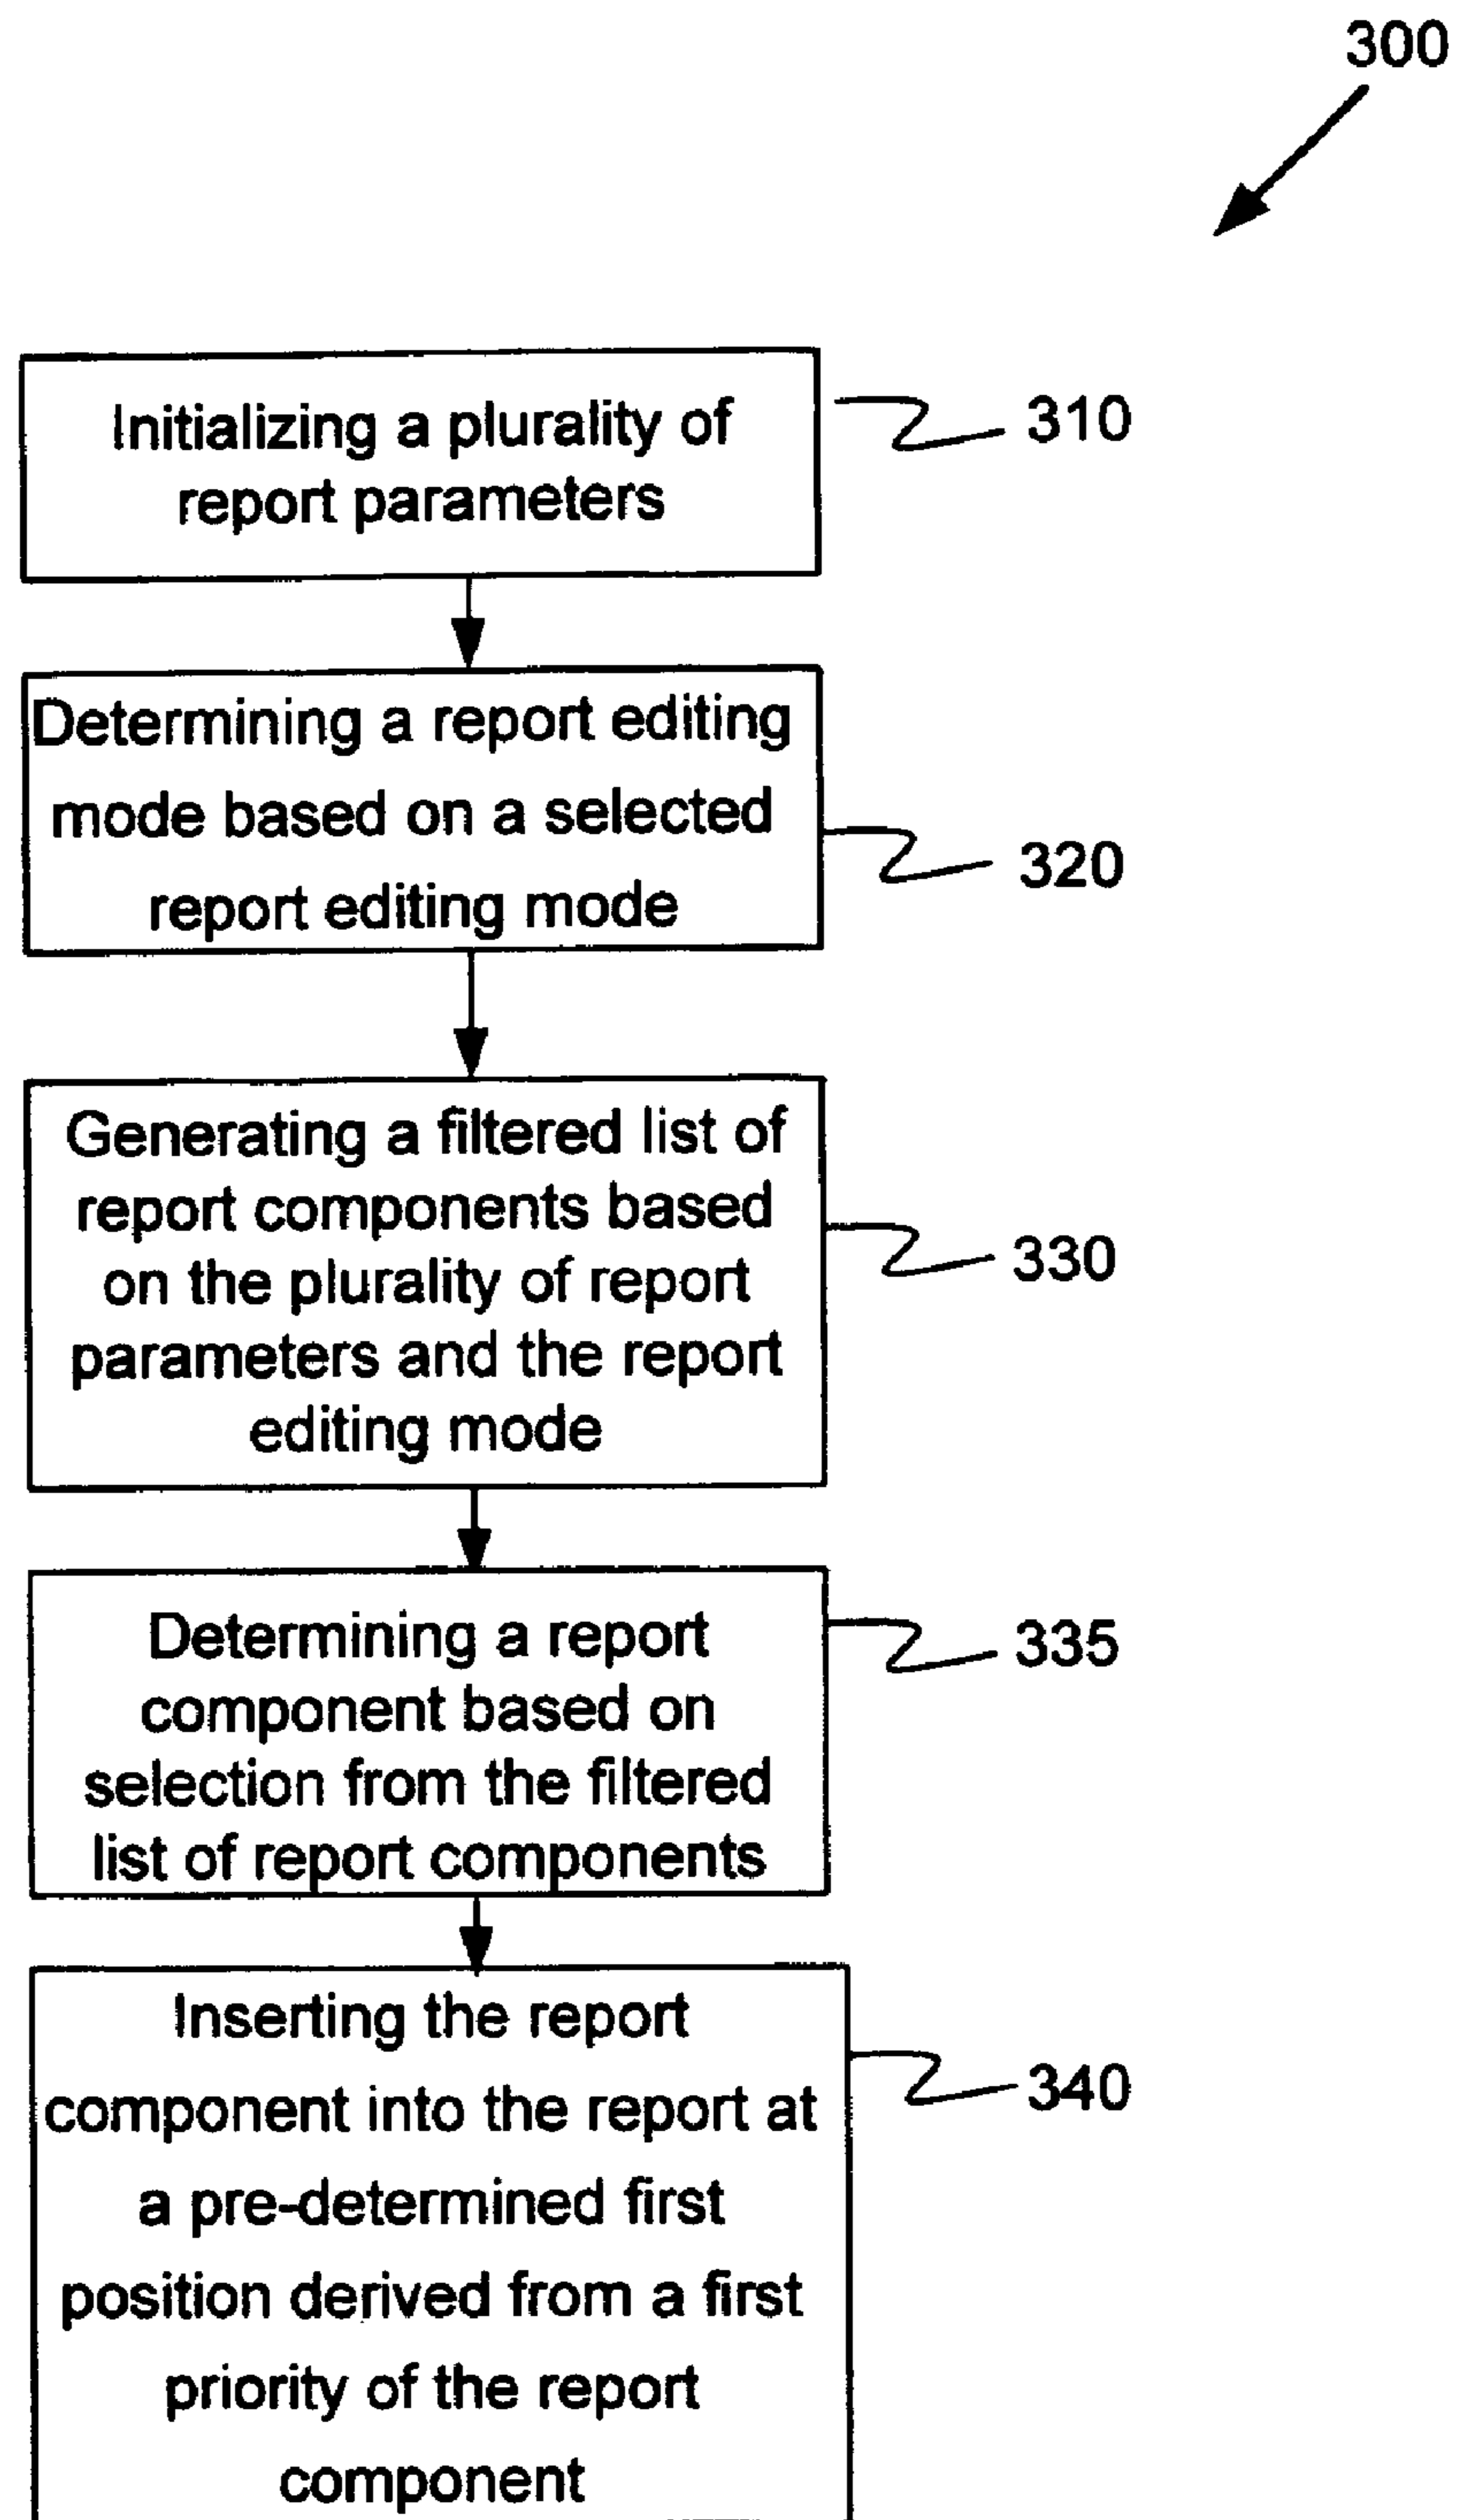 300
Initializing a plurality of
report parameters
310
Determining a report editing
mode based on a selected
report editing mode
320
Generating a filtered list of
report components based
on the plurality of report
parameters and the report
editing mode
330
Determining a report
component based on
selection from the filtered
list of report components
335
Inserting the report
component into the report at
a pre-determined first
position derived from a first
priority of the report
component
340